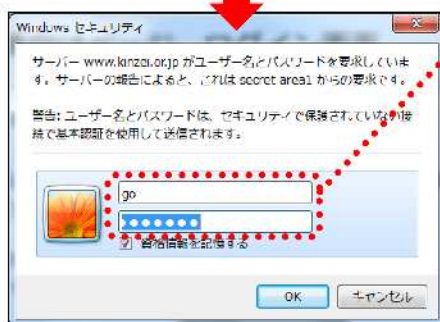 Windows セキュリティ
サーバー www.kinzei.or.jp がユーザー名とパスワードを要求していま
す。サーバーの報告によると、これは secret area1 からの要求です。
警告: ユーザー名とパスワードは、セキュリティで保護されていない接
続で基本認証を使用して送信されます。
go
資格情報を記憶する
OK
キャンセル